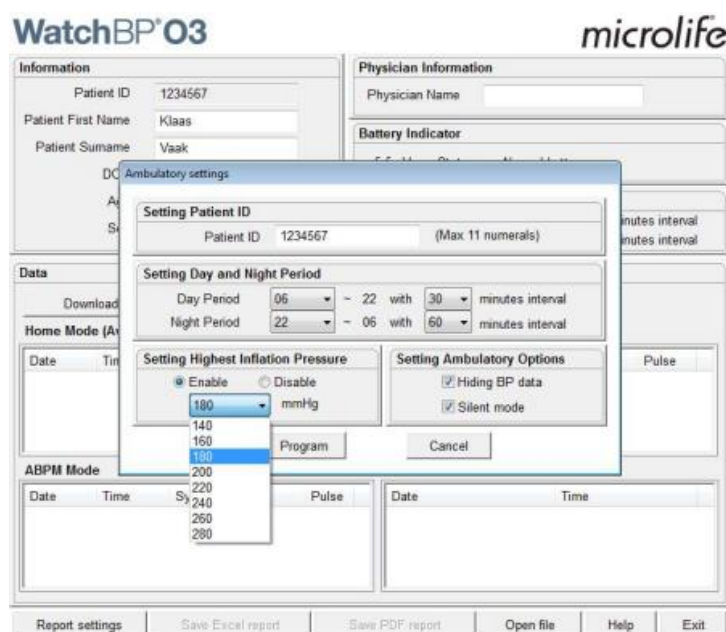 WatchBP O3
microlife
Information
Patient ID 1234567
Patient First Name Klaas
Patient Surname Vaak
Physician Information
Physician Name
Battery Indicator
Ambulatory settings
Setting Patient ID
Patient ID 1234567 (Max 11 numerals)
minutes interval
minutes interval
Setting Day and Night Period
Day Period 06 ~ 22 with 30 minutes interval
Night Period 22 ~ 06 with 60 minutes interval
Data
Download
Home Mode
Date
Pulse
Setting Highest Inflation Pressure
Enable Disable
180 mmHg
140
160
180
200
220
240
260
280
Setting Ambulatory Options
Hiding BP data
Silent mode
Program Cancel
ABPM Mode
Date Time Pulse
Date Time
Report settings Save Excel report Save PDF report Open file Help Exit